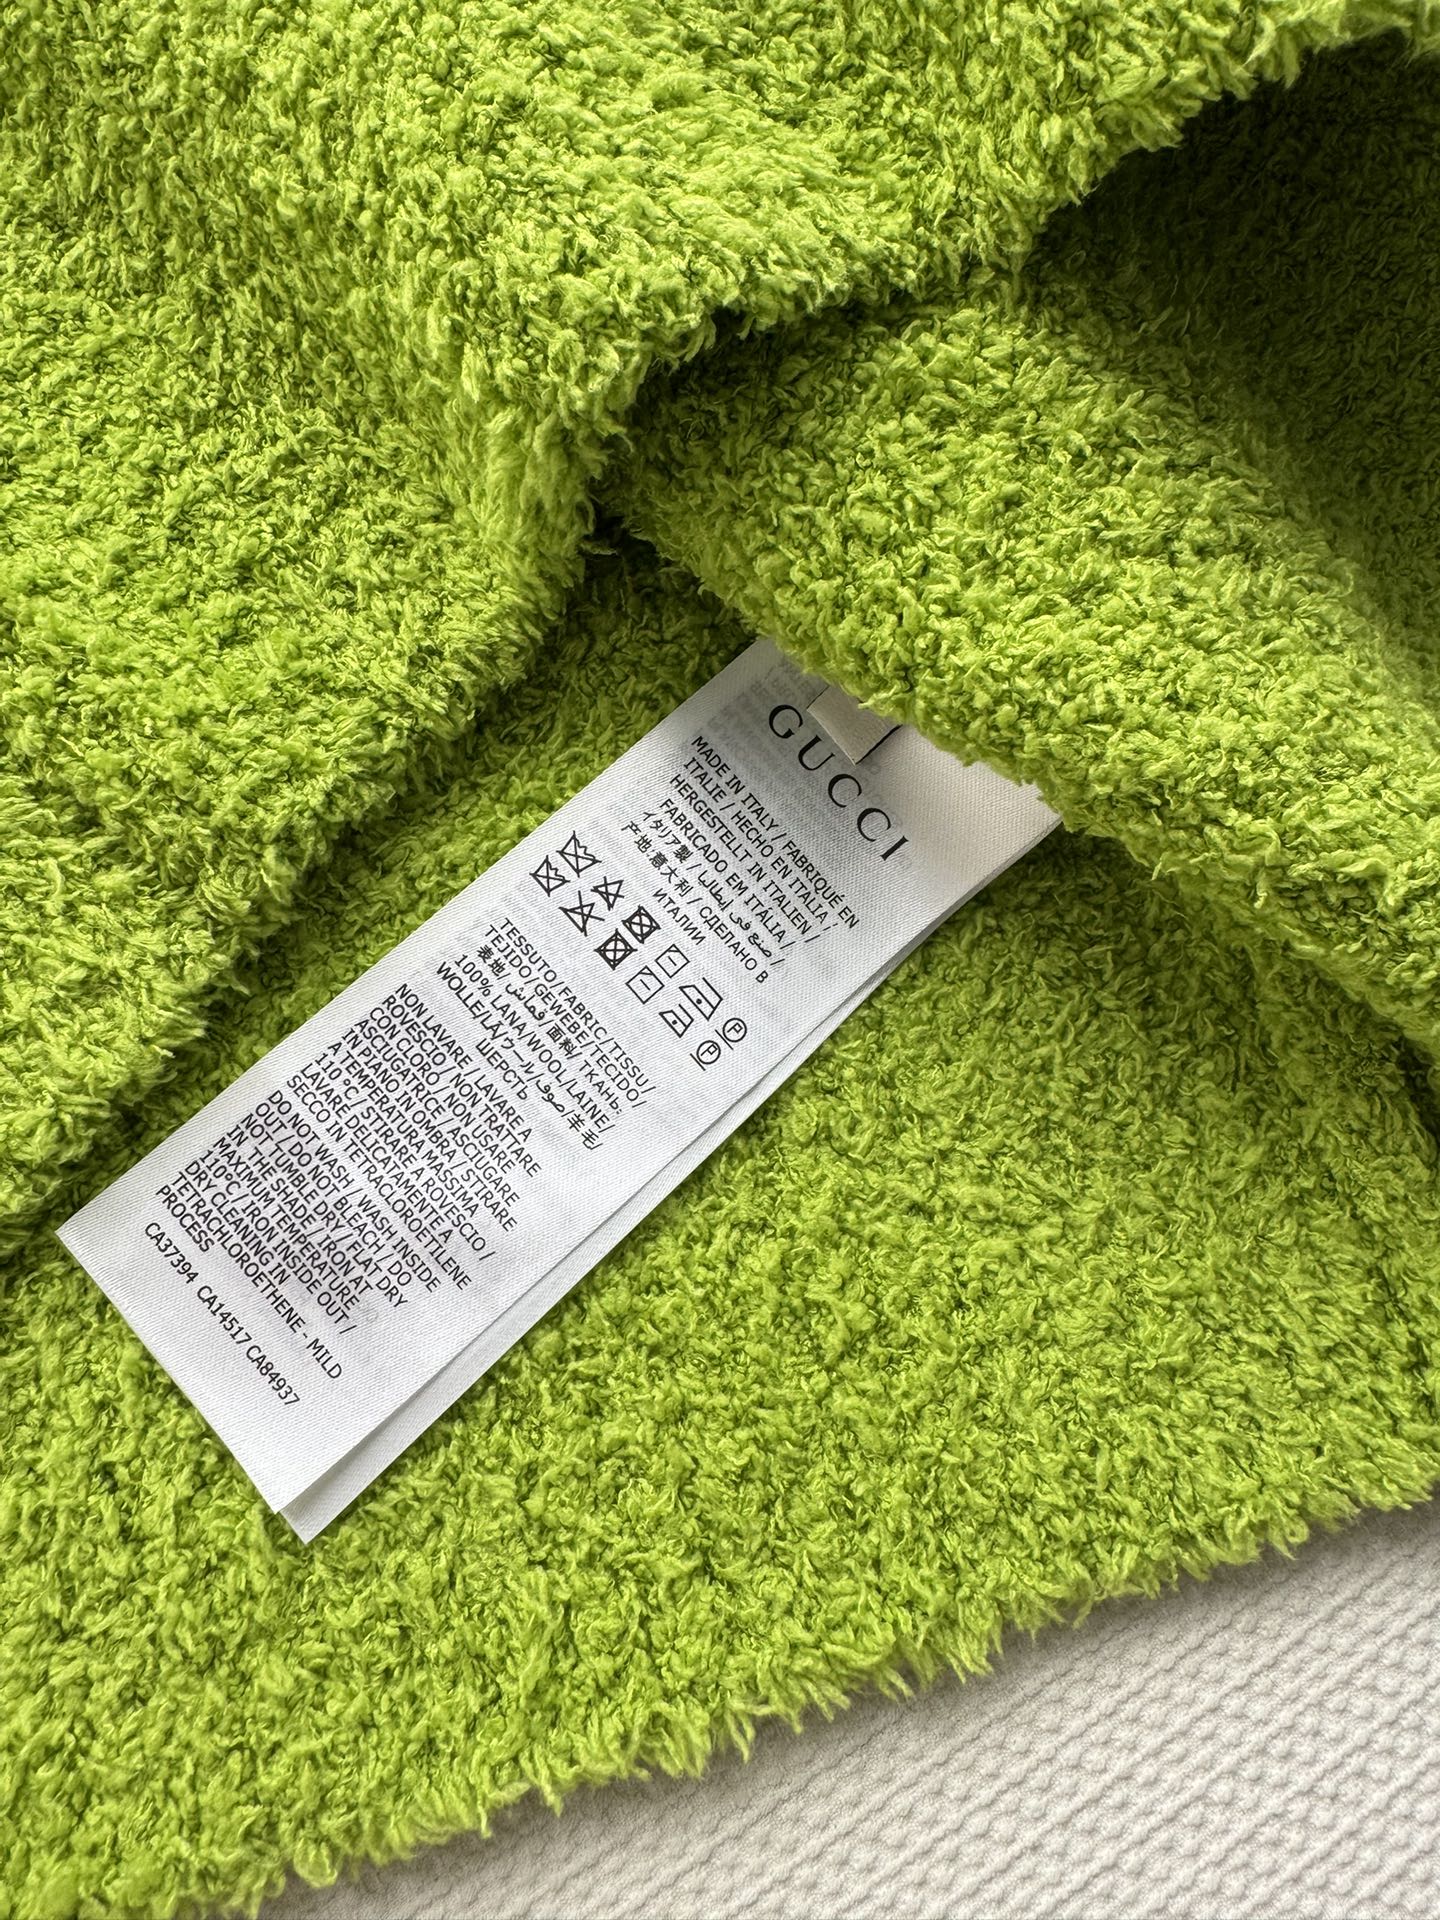 GUCCI
MADE IN ITALY / FABRIQUÉ EN
ITALIE / HECHO EN ITALIA /
HERGESTELLT IN ITALIEN /
FABRICADO EM ITÁLIA /
イタリア製 / صنع في إيطاليا /
产地:意大利 / СДЕЛАНО В
ИТАЛИИ
P
P
TESSUTO/FABRIC/TISSU/
TEJIDO/GEWEBE/TECIDO/
表地/قماش/面料/ТКАНЬ:
100% LANA/WOOL/LAINE/
WOLLE/LÃ/ウール/صوف/羊毛/
ШЕРСТЬ
NON LAVARE / LAVARE A
ROVESCIO / NON TRATTARE
CON CLORO / NON USARE
ASCIUGATRICE / ASCIUGARE
IN PIANO IN OMBRA / STIRARE
A TEMPERATURA MASSIMA
110°C / STIRARE A ROVESCIO /
LAVARE DELICATAMENTE A
SECCO IN TETRACLOROETILENE
DO NOT WASH / WASH INSIDE
OUT / DO NOT BLEACH / DO
NOT TUMBLE DRY / FLAT DRY
IN THE SHADE / IRON AT
MAXIMUM TEMPERATURE
110°C / IRON INSIDE OUT /
DRY CLEANING IN
TETRACHLOROETHENE - MILD
PROCESS
CA37394 CA14517 CA84937